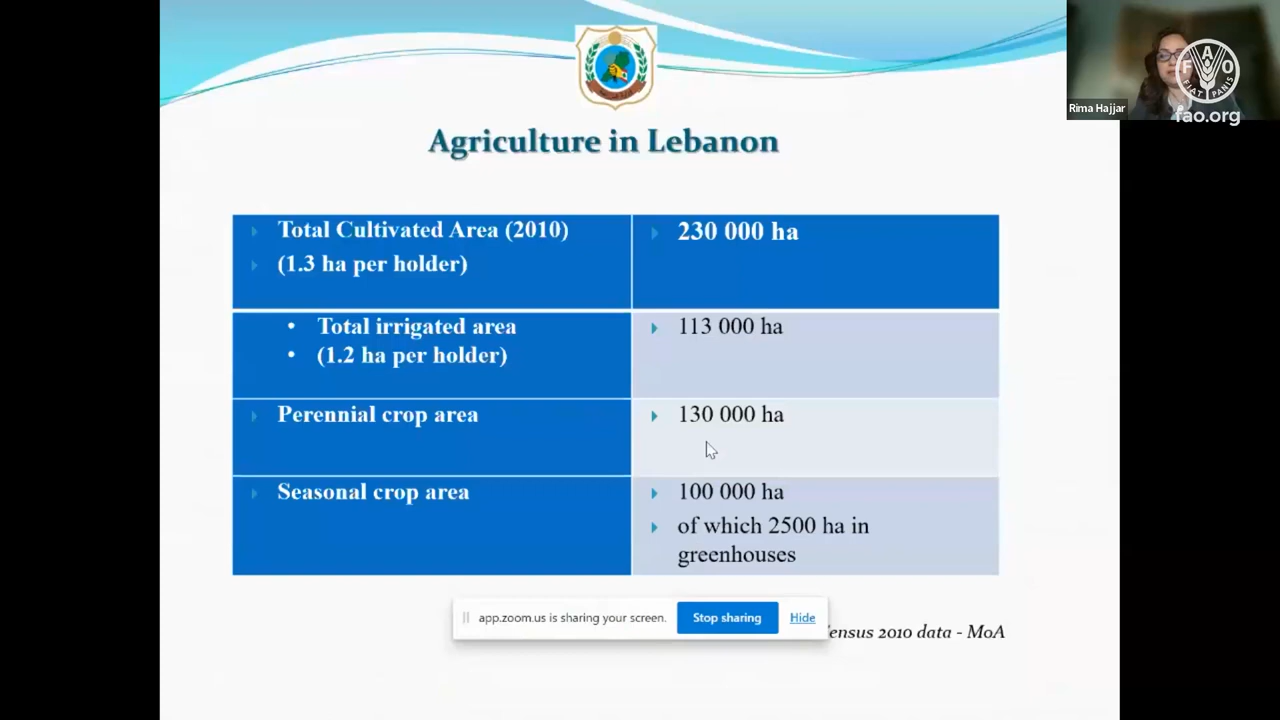 FAO
FIAT PANIS
fao.org
Rima Hajjar
Agriculture in Lebanon
Total Cultivated Area (2010)
230 000 ha
(1.3 ha per holder)
• Total irrigated area
113 000 ha
• (1.2 ha per holder)
Perennial crop area
130 000 ha
Seasonal crop area
100 000 ha
of which 2500 ha in
greenhouses
app.zoom.us is sharing your screen.
Stop sharing
Hide
ensus 2010 data - MoA